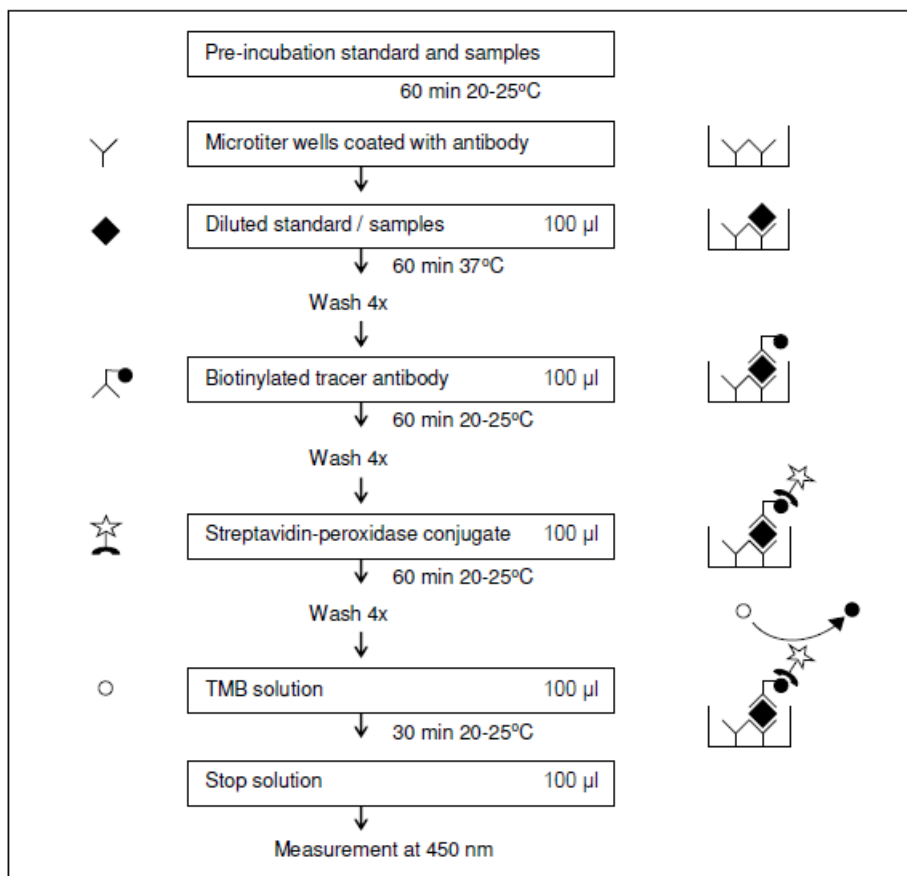 Pre-incubation standard and samples
60 min 20-25ºC
Microtiter wells coated with antibody
Diluted standard / samples 100 µl
60 min 37ºC
Wash 4x
Biotinylated tracer antibody 100 µl
60 min 20-25ºC
Wash 4x
Streptavidin-peroxidase conjugate 100 µl
60 min 20-25ºC
Wash 4x
TMB solution 100 µl
30 min 20-25ºC
Stop solution 100 µl
Measurement at 450 nm